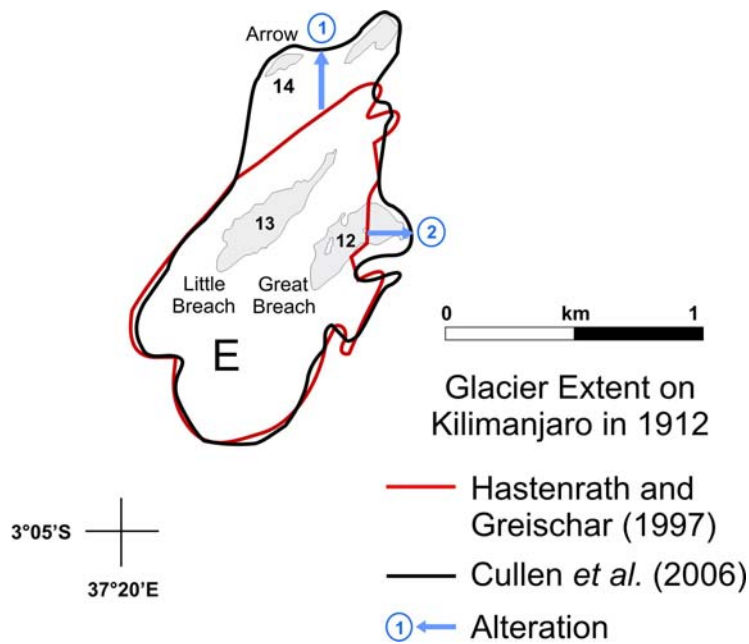 Arrow
1
14
13
12
2
Little
Breach
Great
Breach
E
0 km 1
Glacier Extent on
Kilimanjaro in 1912
Hastenrath and
Greischar (1997)
3°05'S
37°20'E
Cullen et al. (2006)
1 Alteration